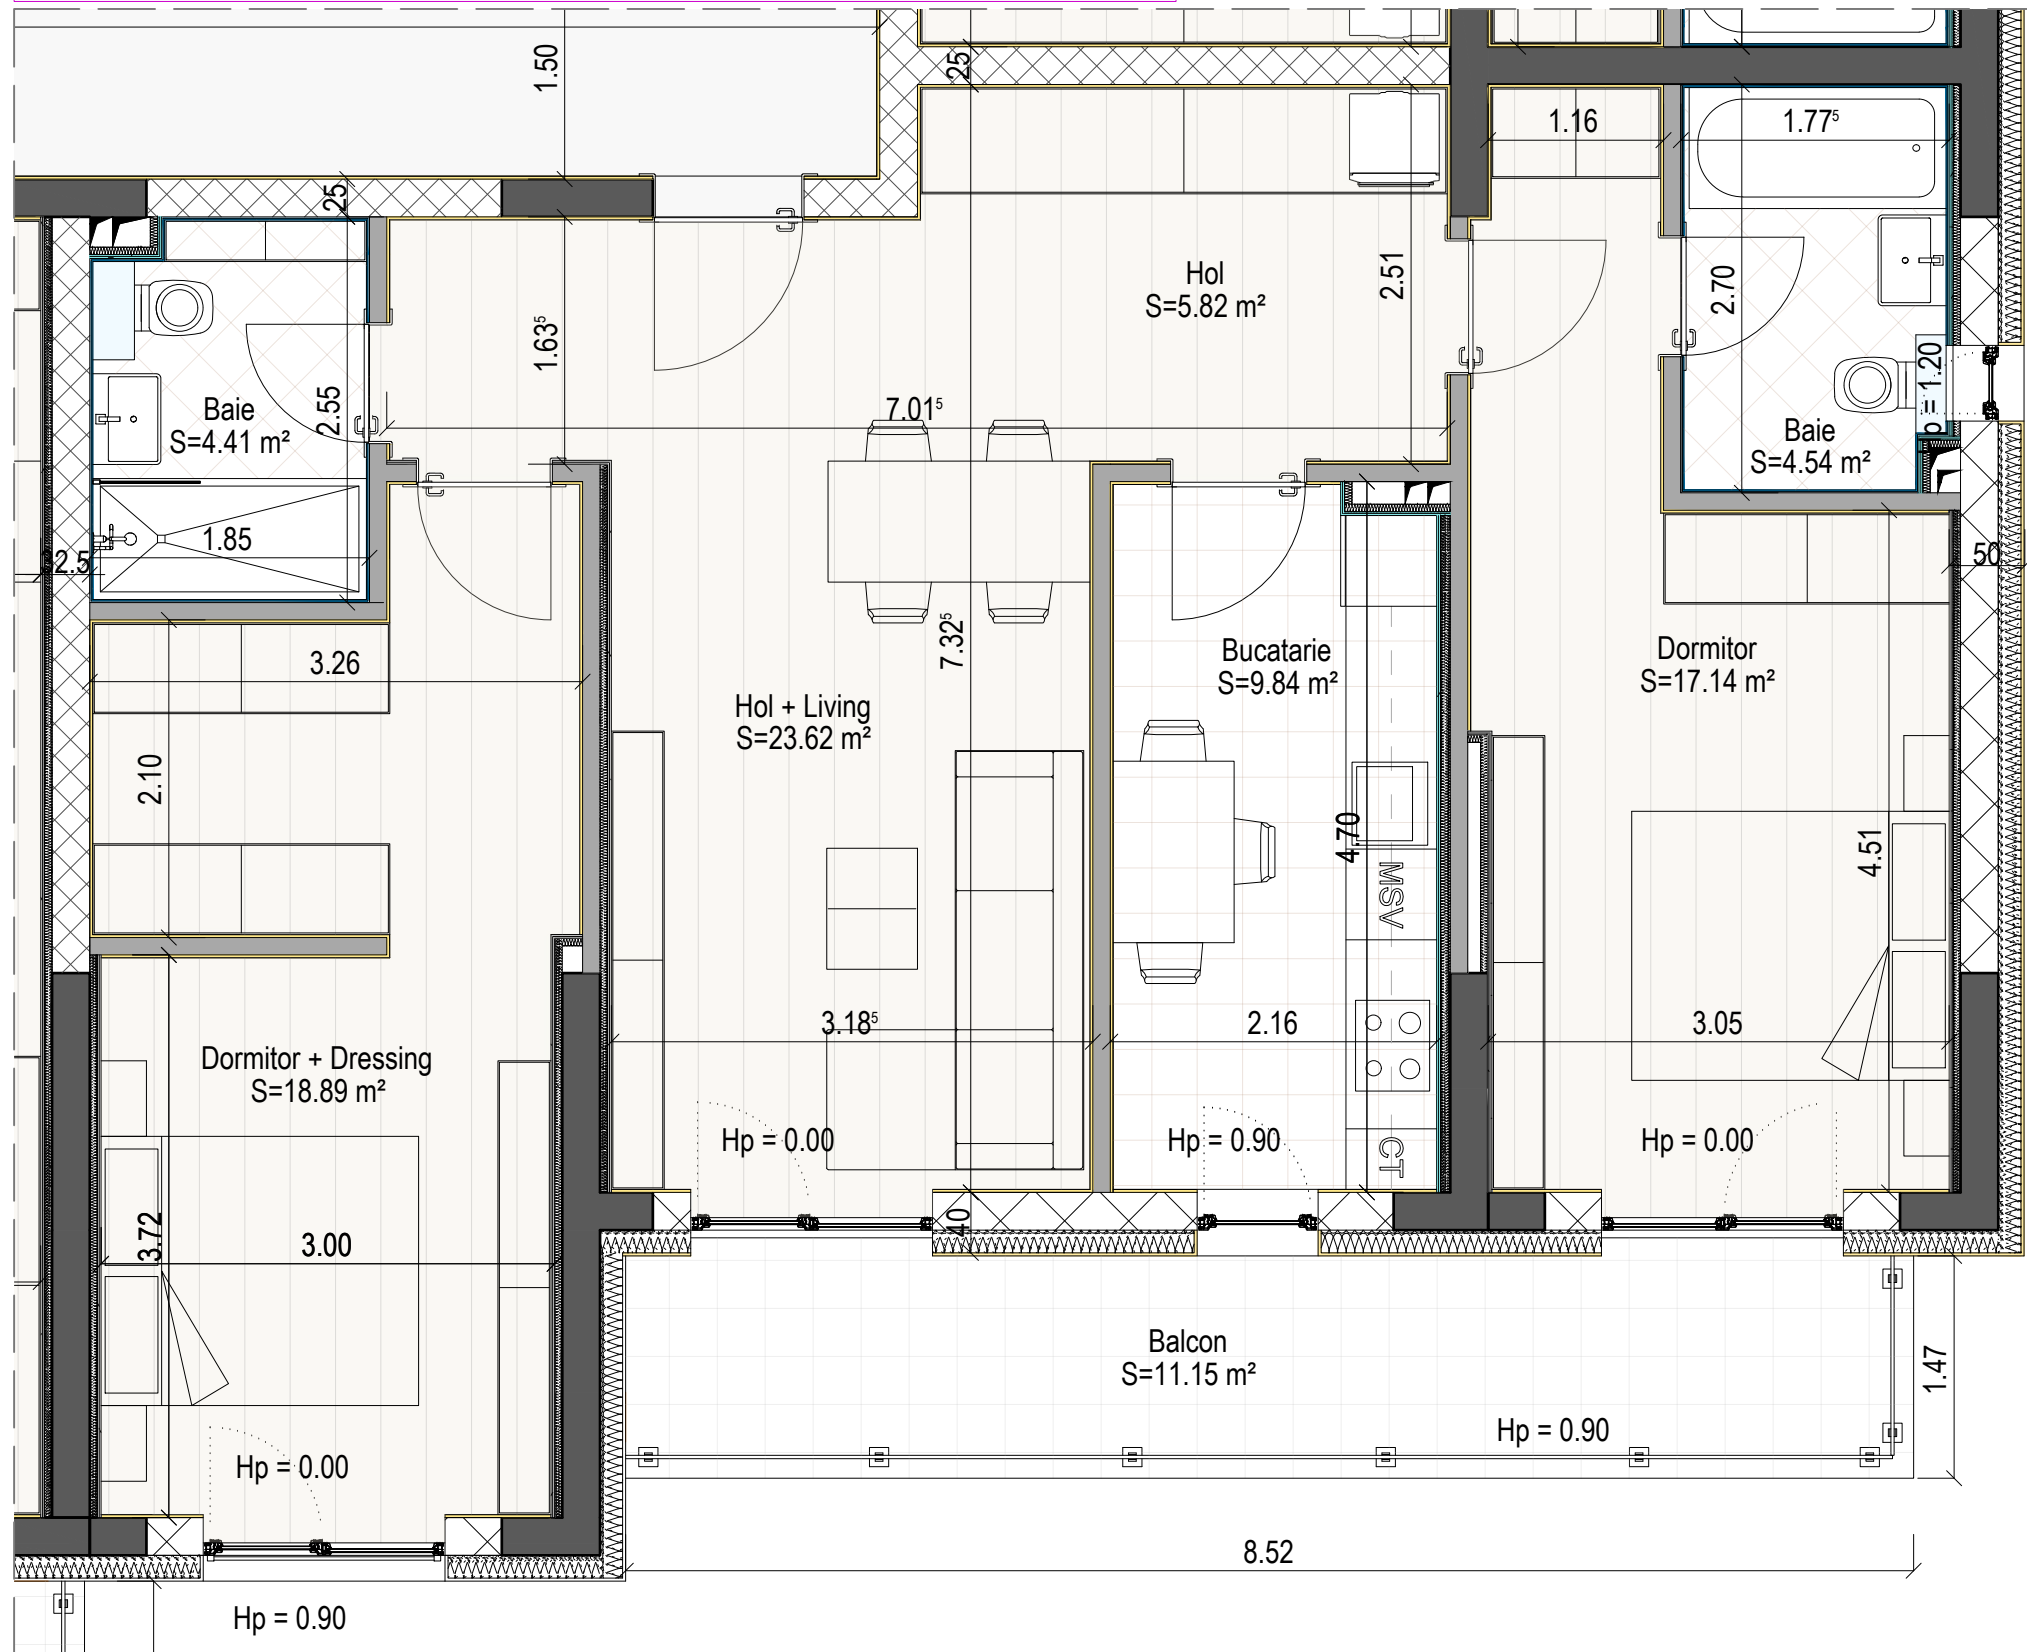 1.50
25
1.16
1.77⁵
25
Hol
S=5.82 m²
2.51
2.70
1.63⁵
p = 1.20
Baie
S=4.41 m²
2.55
7.01⁵
Baie
S=4.54 m²
1.85
32.5
50
3.26
7.32⁵
Bucatarie
S=9.84 m²
Dormitor
S=17.14 m²
Hol + Living
S=23.62 m²
2.10
4.70
4.51
MSV
3.18⁵
2.16
3.05
Dormitor + Dressing
S=18.89 m²
Hp = 0.00
Hp = 0.90
CT
Hp = 0.00
3.72
3.00
40
Balcon
S=11.15 m²
1.47
Hp = 0.90
Hp = 0.00
8.52
Hp = 0.90